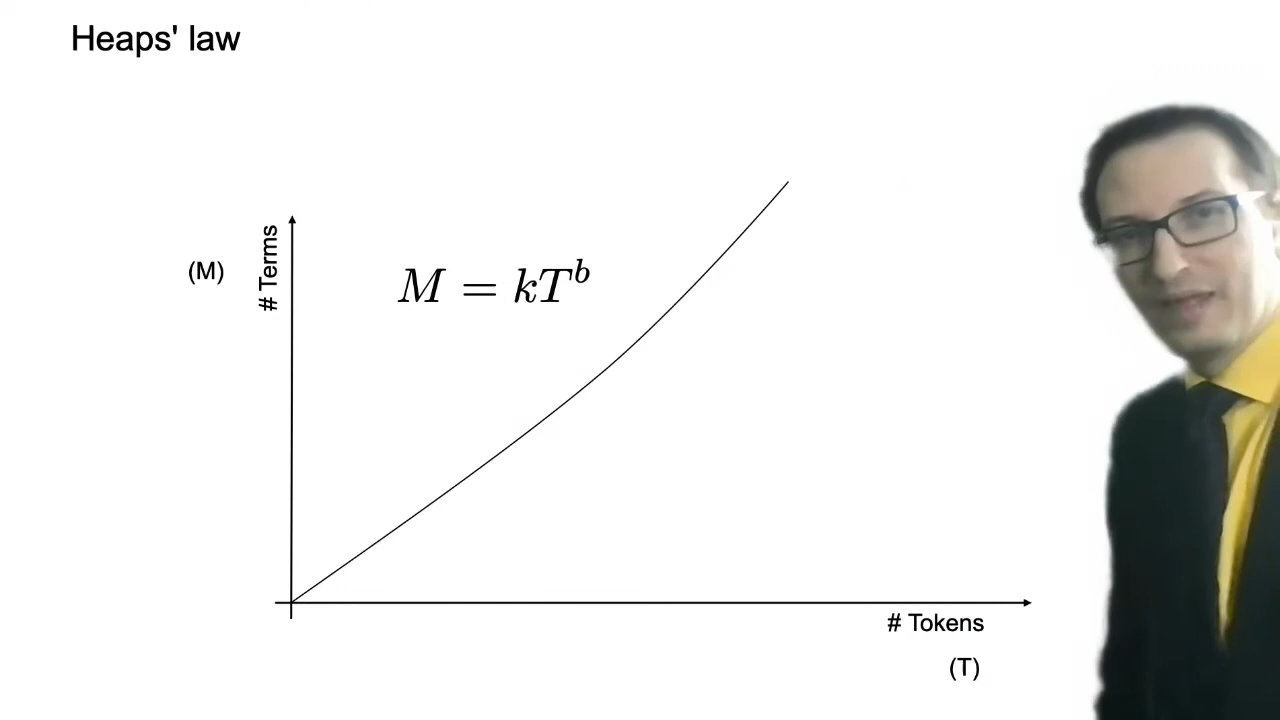 Heaps' law
(M)
# Terms
M = kT^b
# Tokens
(T)